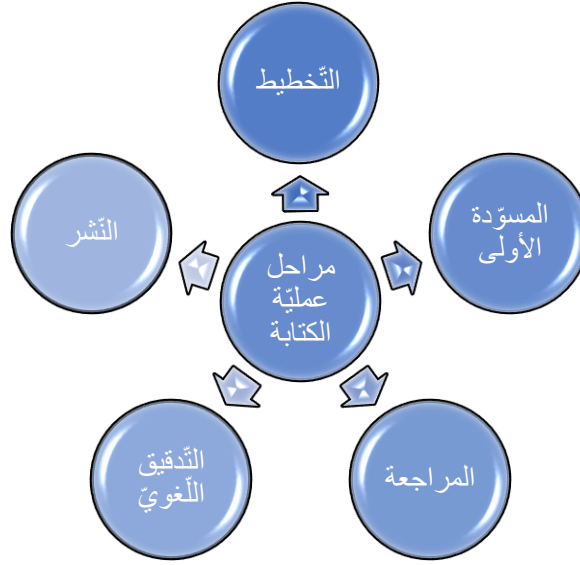 التّخطيط
المسوّدة
الأولى
المراجعة
التّدقيق
اللّغويّ
النّشر
مراحل
عمليّة
الكتابة